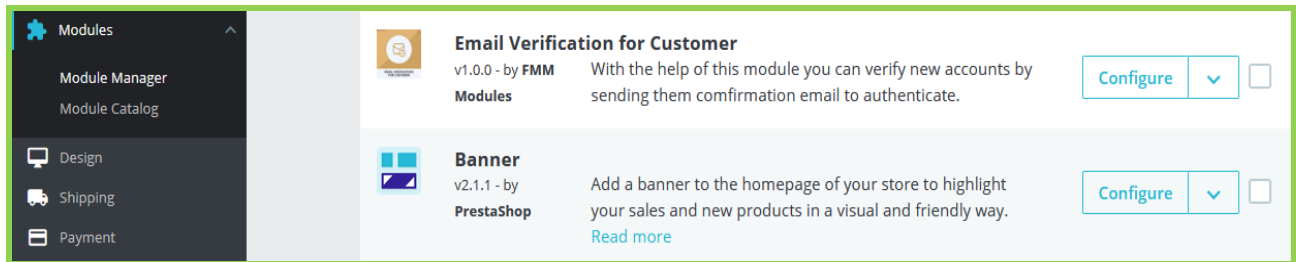 Modules
Module Manager
Module Catalog
Design
Shipping
Payment
Email Verification for Customer
v1.0.0 - by FMM
Modules
With the help of this module you can verify new accounts by
sending them comfirmation email to authenticate.
Configure
Banner
v2.1.1 - by
PrestaShop
Add a banner to the homepage of your store to highlight
your sales and new products in a visual and friendly way.
Read more
Configure